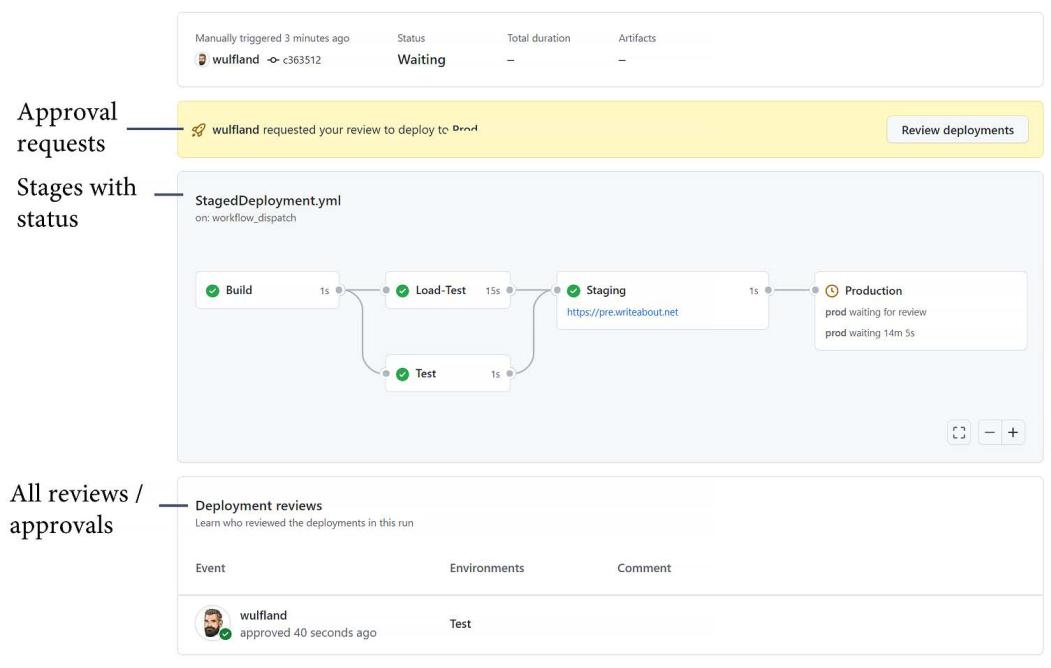 Manually triggered 3 minutes ago
Status
Total duration
Artifacts
wulfland c363512
Waiting
–
–
Approval
requests
wulfland requested your review to deploy to Prod
Review deployments
Stages with
status
StagedDeployment.yml
on: workflow_dispatch
Build 1s
Load-Test 15s
Staging 1s
https://pre.writeabout.net
Production
prod waiting for review
prod waiting 14m 5s
Test 1s
All reviews /
approvals
Deployment reviews
Learn who reviewed the deployments in this run
Event
Environments
Comment
wulfland
approved 40 seconds ago
Test